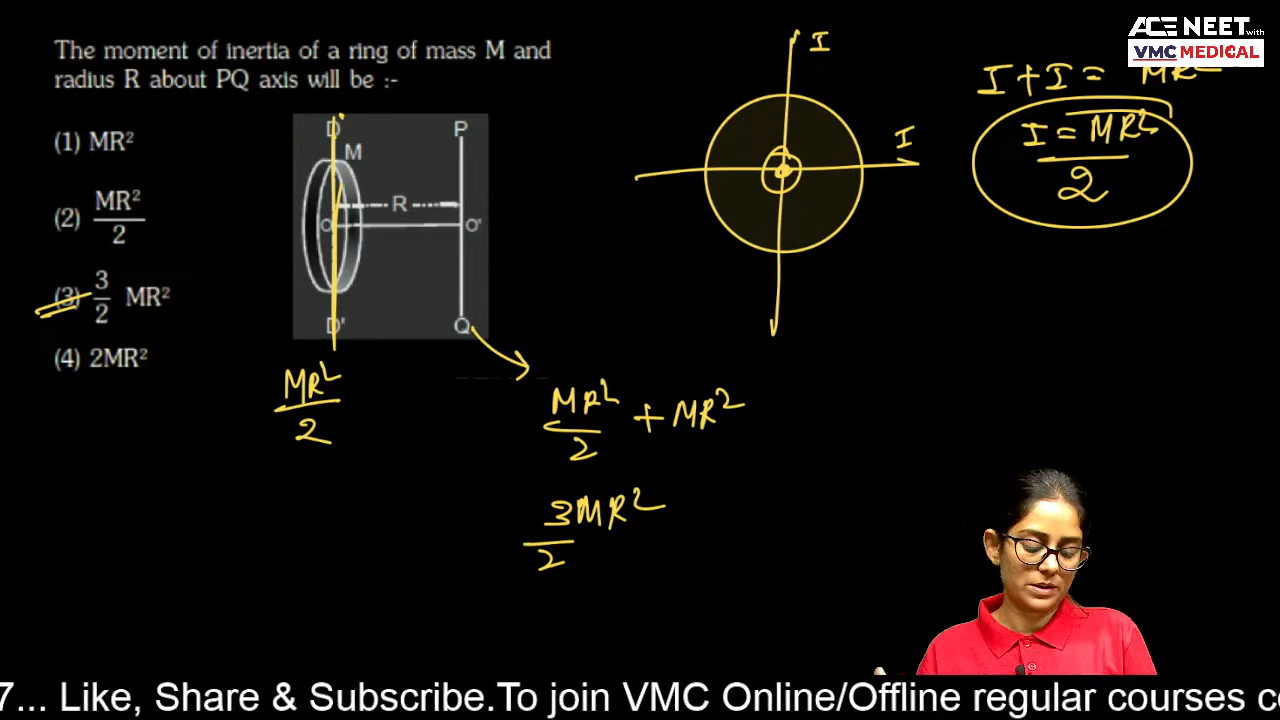 ACE NEET with
VMC MEDICAL
The moment of inertia of a ring of mass M and
radius R about PQ axis will be :-
(1) MR²
(2) MR²/2
(3) 3/2 MR²
(4) 2MR²
D
M
P
R
O
O'
D'
Q
MR²/2
I
I
I + I = MR²
I = MR²/2
MR²/2 + MR²
3MR²/2
7... Like, Share & Subscribe.To join VMC Online/Offline regular courses c